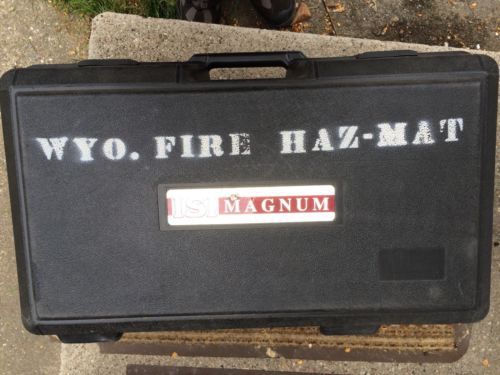 WYO. FIRE HAZ-MAT
ISI MAGNUM